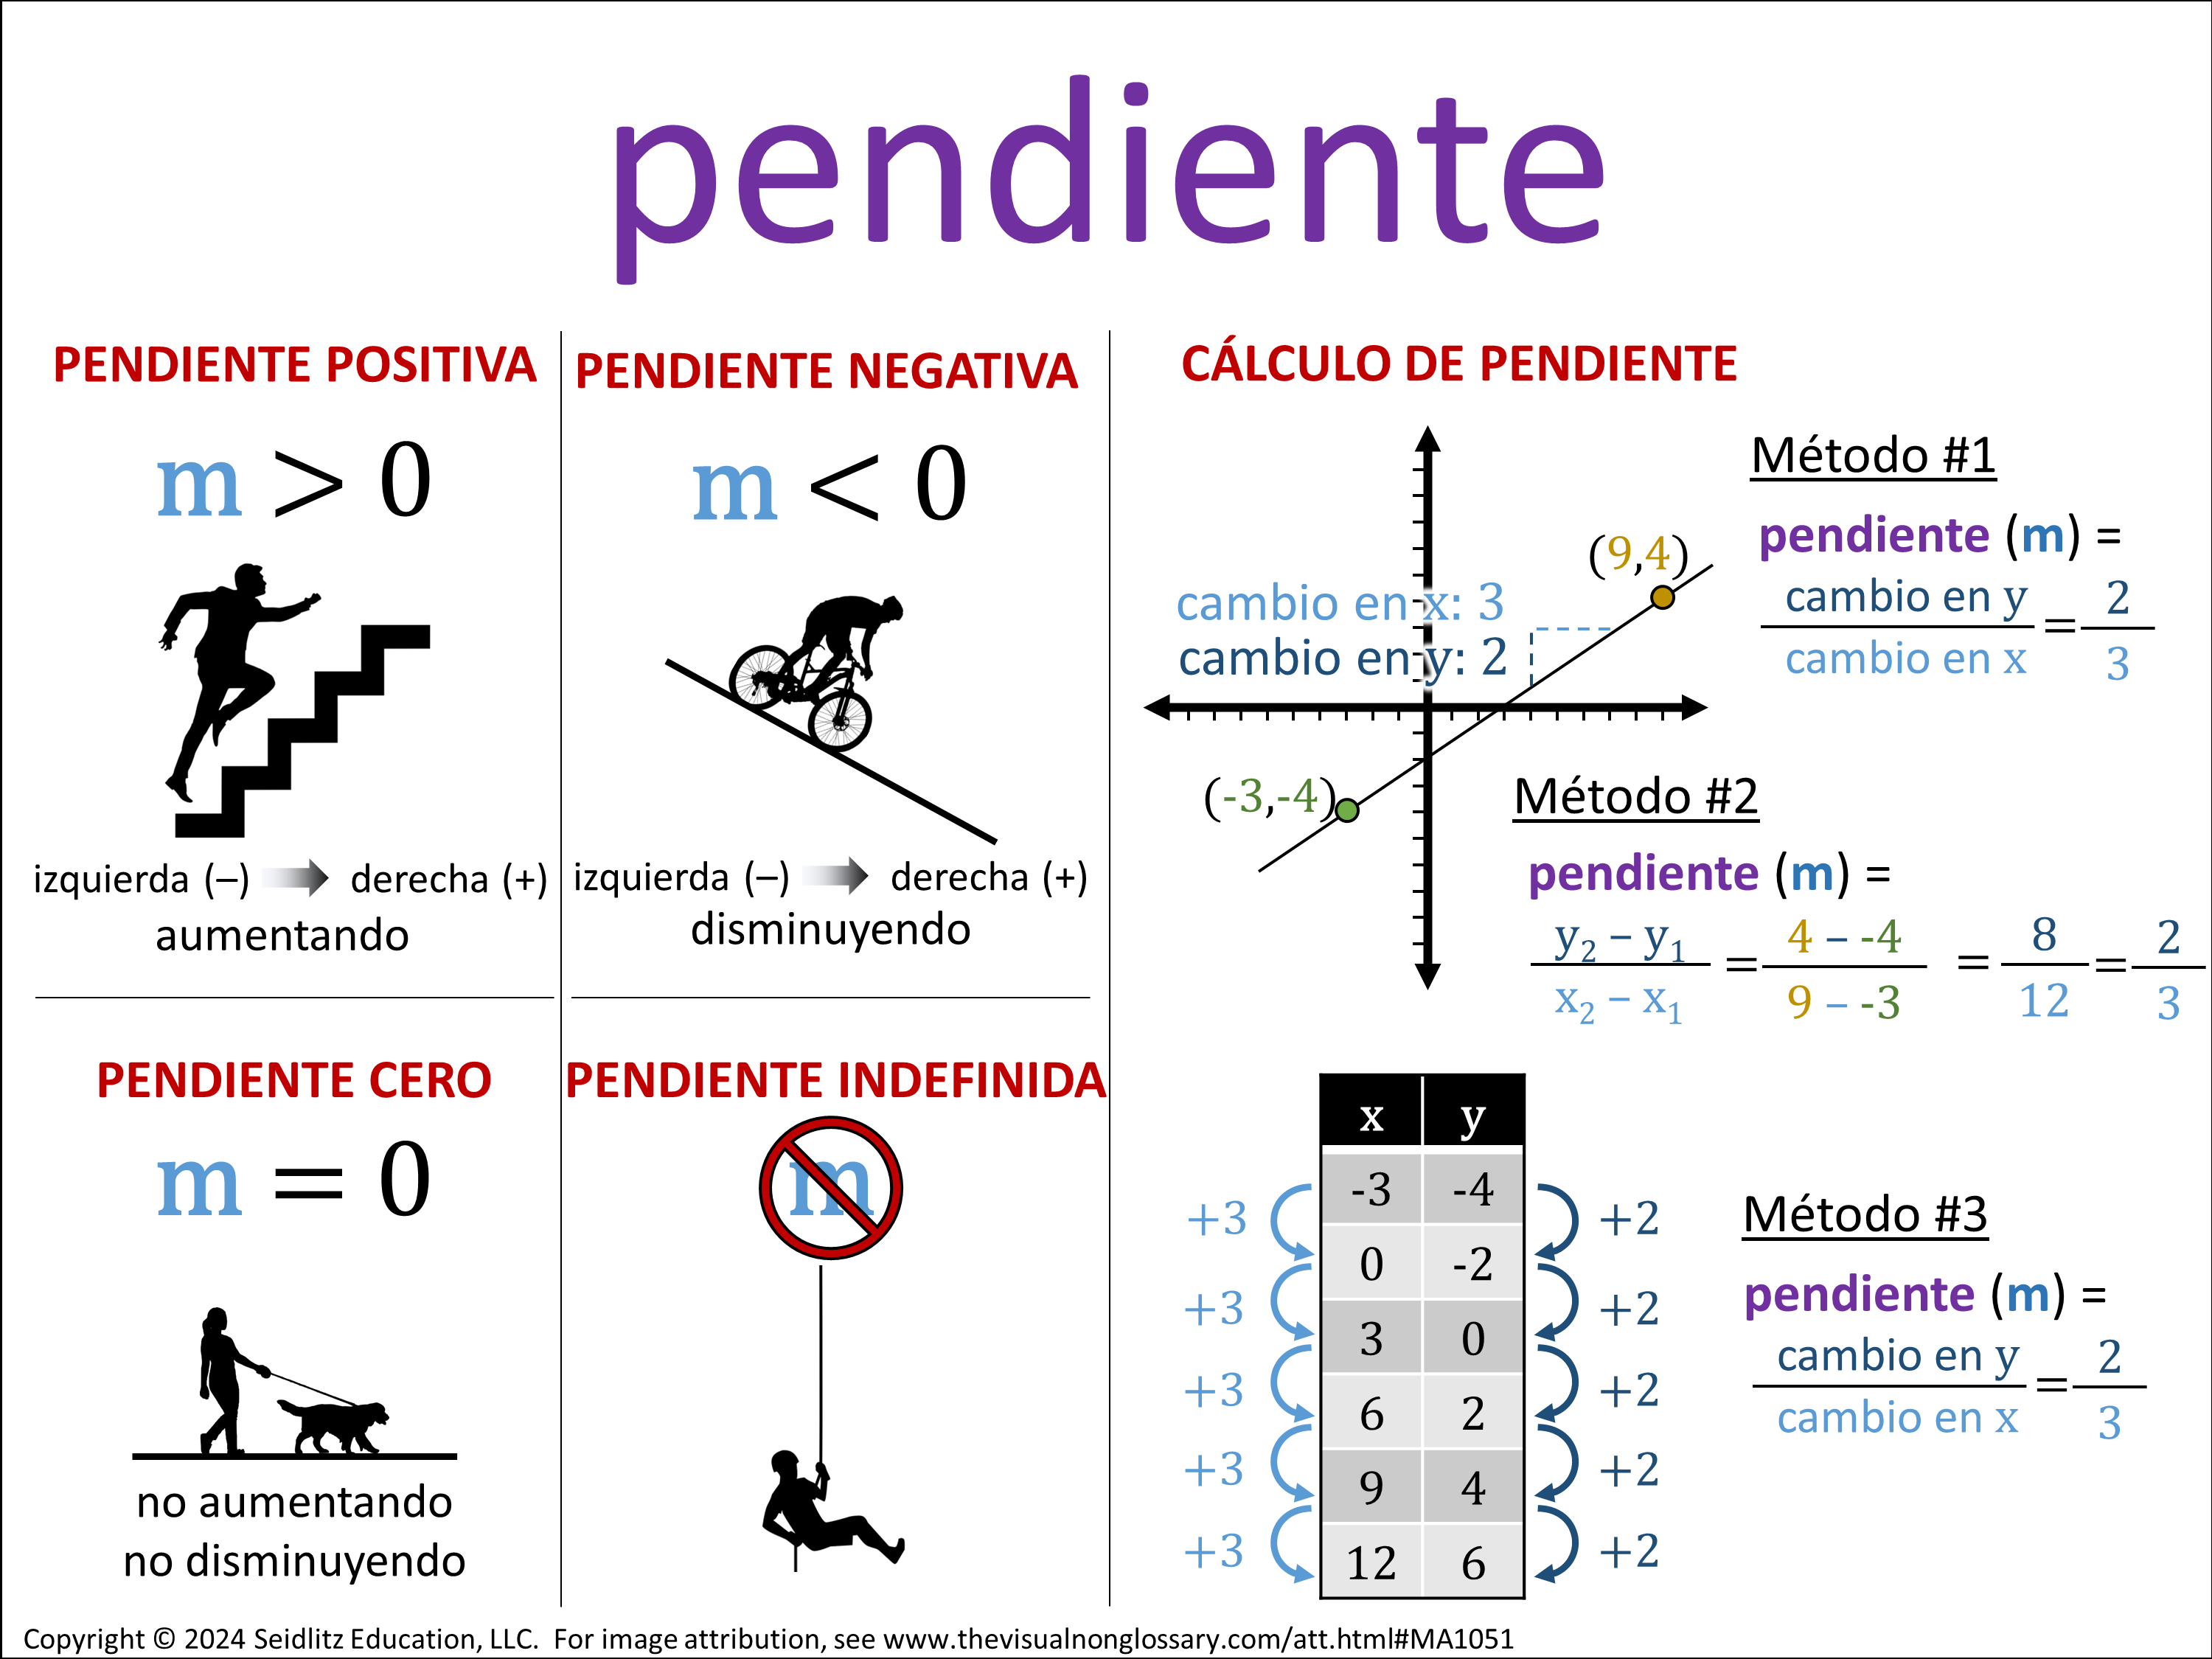 pendiente
PENDIENTE POSITIVA
m > 0
izquierda (–) derecha (+)
aumentando
PENDIENTE NEGATIVA
m < 0
izquierda (–) derecha (+)
disminuyendo
PENDIENTE CERO
m = 0
no aumentando
no disminuyendo
PENDIENTE INDEFINIDA
m
CÁLCULO DE PENDIENTE
(9,4)
cambio en x: 3
cambio en y: 2
(-3,-4)
Método #1
pendiente (m) =
cambio en y
cambio en x
=
2
3
Método #2
pendiente (m) =
y₂ – y₁
x₂ – x₁
=
4 – -4
9 – -3
=
8
12
=
2
3
x y
-3 -4
0 -2
3 0
6 2
9 4
12 6
+3 +2
+3 +2
+3 +2
+3 +2
+3 +2
Método #3
pendiente (m) =
cambio en y
cambio en x
=
2
3
Copyright © 2024 Seidlitz Education, LLC. For image attribution, see www.thevisualnonglossary.com/att.html#MA1051